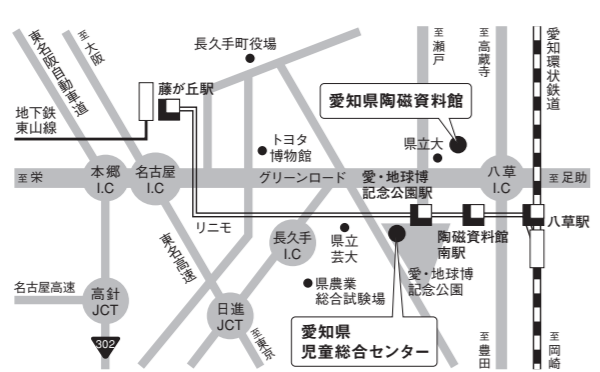 東名阪自動車道
至大阪
長久手町役場
至瀬戸
至高蔵寺
愛知環状鉄道
藤が丘駅
愛知県陶磁資料館
地下鉄
東山線
トヨタ
博物館
県立大
至栄
本郷
I.C
名古屋
I.C
グリーンロード
愛・地球博
記念公園駅
八草
I.C
至足助
リニモ
東名高速
長久手
I.C
県立
芸大
陶磁資料館
南駅
八草駅
名古屋高速
高針
JCT
302
日進
JCT
至東京
県農業
総合試験場
愛・地球博
記念公園
愛知県
児童総合センター
至豊田
至岡崎